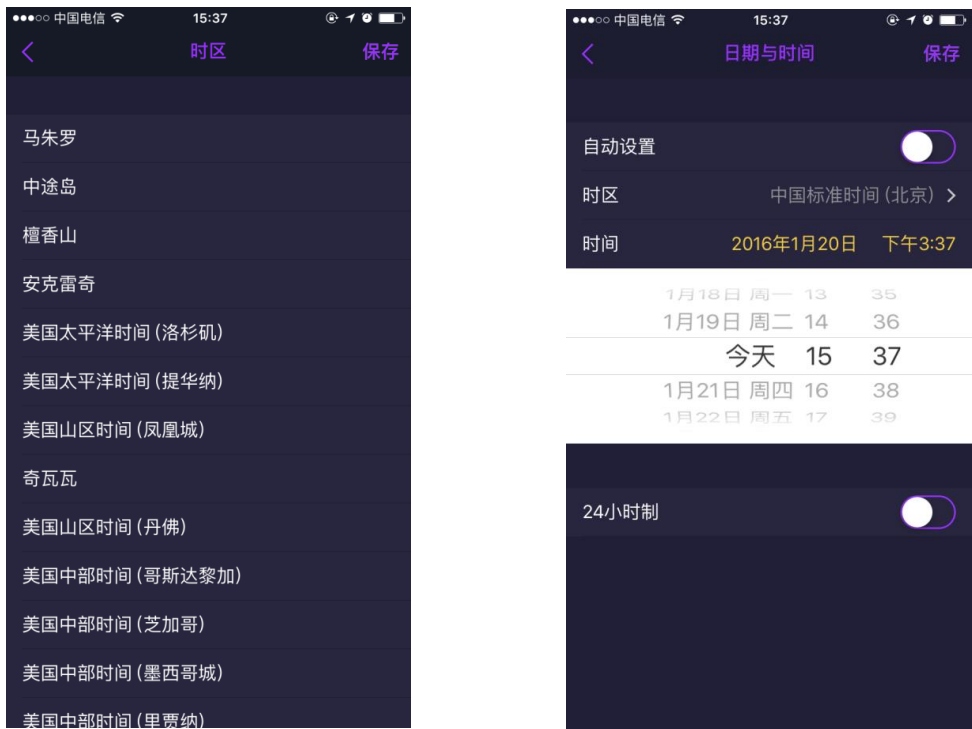 中国电信 15:37
时区 保存
马朱罗
中途岛
檀香山
安克雷奇
美国太平洋时间 (洛杉矶)
美国太平洋时间 (提华纳)
美国山区时间 (凤凰城)
奇瓦瓦
美国山区时间 (丹佛)
美国中部时间 (哥斯达黎加)
美国中部时间 (芝加哥)
美国中部时间 (墨西哥城)
美国中部时间 (里贾纳)
中国电信 15:37
日期与时间 保存
自动设置
时区 中国标准时间 (北京)
时间 2016年1月20日 下午3:37
1月18日 周一 13 35
1月19日 周二 14 36
今天 15 37
1月21日 周四 16 38
1月22日 周五 17 39
24小时制